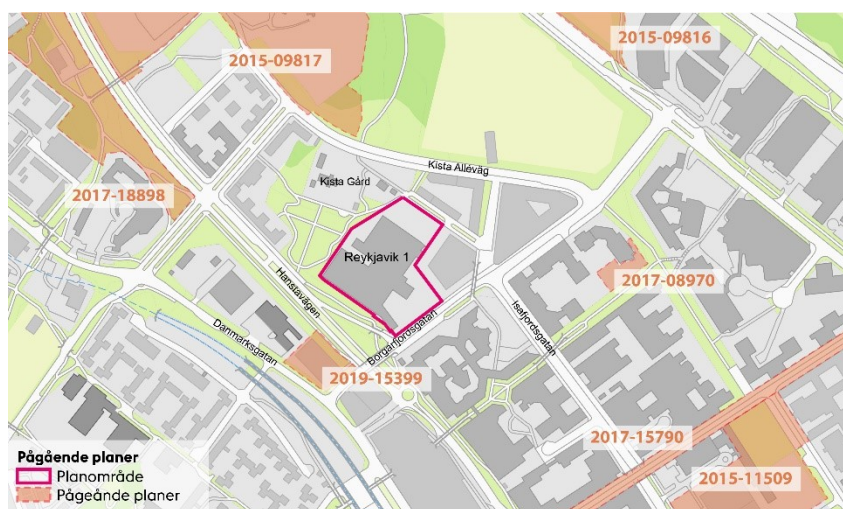 2015-09817
2015-09816
Kista Alléväg
Kista Gård
2017-18898
Reykjavik 1
2017-08970
Hanstavägen
Isafjordsgatan
Borgarfjordsgatan
Danmarksgatan
2019-15399
2017-15790
2015-11509
Pågående planer
Planområde
Pågeånde planer